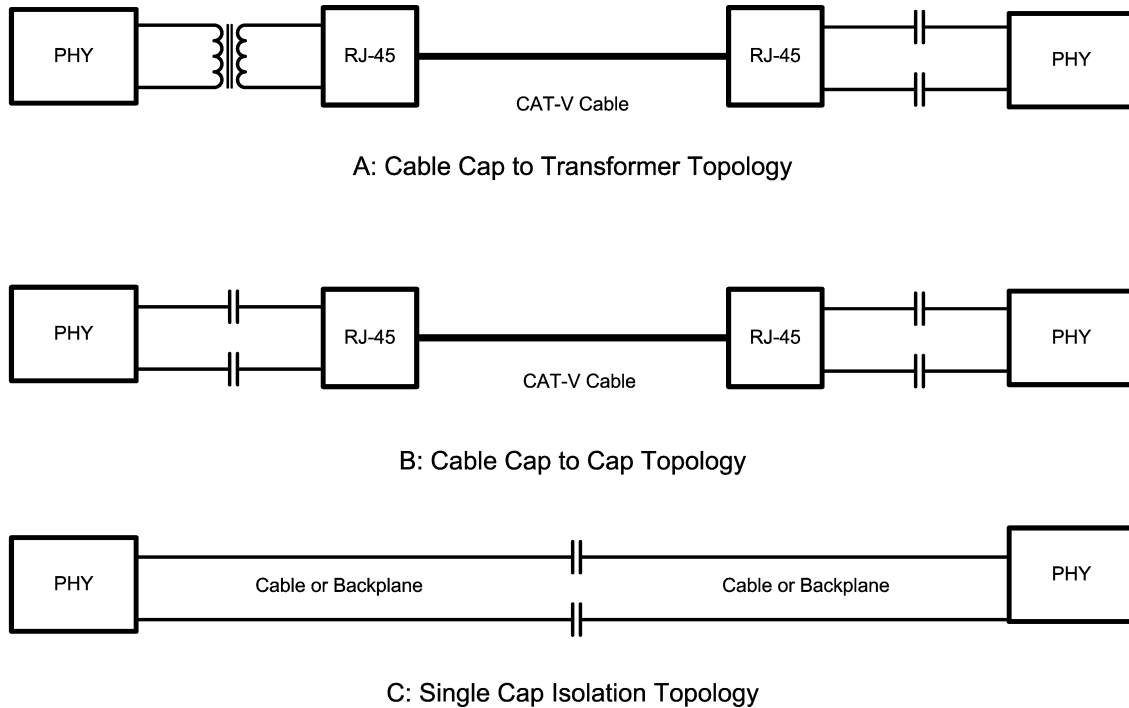 PHY
RJ-45
RJ-45
PHY
CAT-V Cable
A: Cable Cap to Transformer Topology
PHY
RJ-45
RJ-45
PHY
CAT-V Cable
B: Cable Cap to Cap Topology
PHY
Cable or Backplane
Cable or Backplane
PHY
C: Single Cap Isolation Topology